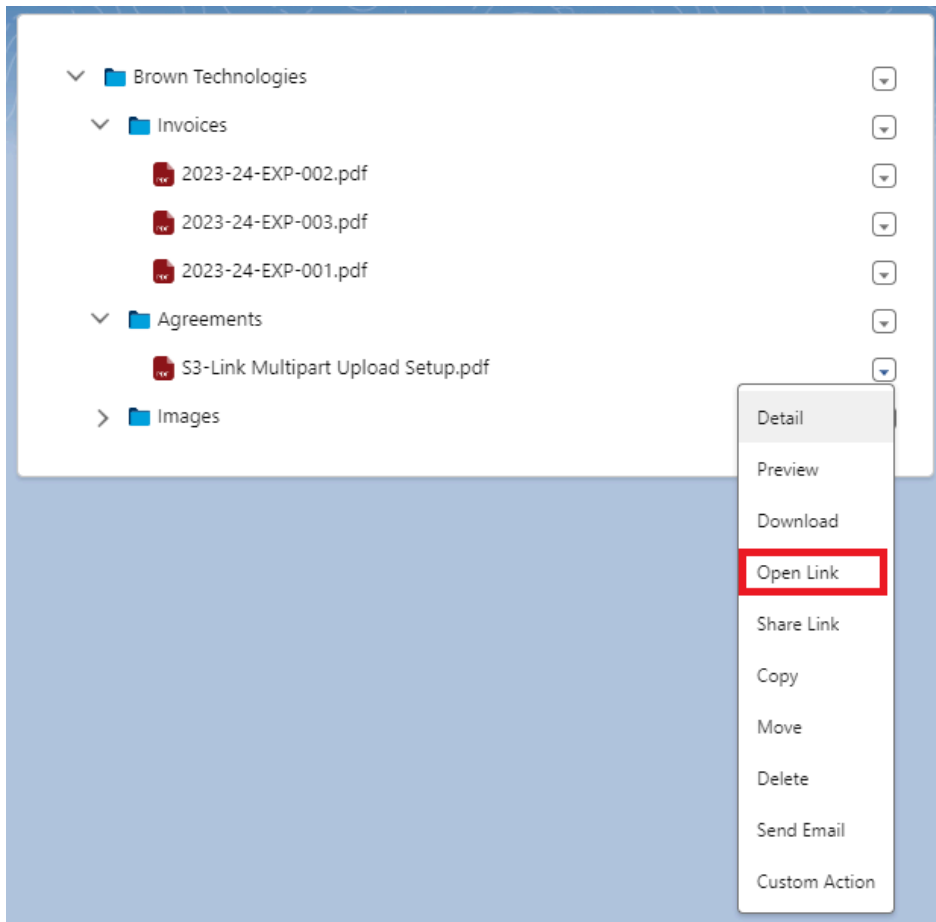 Brown Technologies
Invoices
2023-24-EXP-002.pdf
2023-24-EXP-003.pdf
2023-24-EXP-001.pdf
Agreements
S3-Link Multipart Upload Setup.pdf
Images
Detail
Preview
Download
Open Link
Share Link
Copy
Move
Delete
Send Email
Custom Action